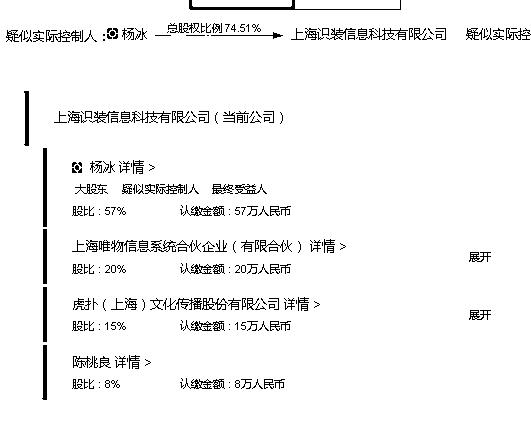 总股权比例 74.51%
疑似实际控制人： 杨冰 上海识装信息科技有限公司 疑似实际控
上海识装信息科技有限公司（当前公司）
杨冰 详情 >
大股东 疑似实际控制人 最终受益人
股比：57% 认缴金额：57万人民币
上海唯物信息系统合伙企业（有限合伙） 详情 >
展开
股比：20% 认缴金额：20万人民币
虎扑（上海）文化传播股份有限公司 详情 >
展开
股比：15% 认缴金额：15万人民币
陈桃良 详情 >
股比：8% 认缴金额：8万人民币